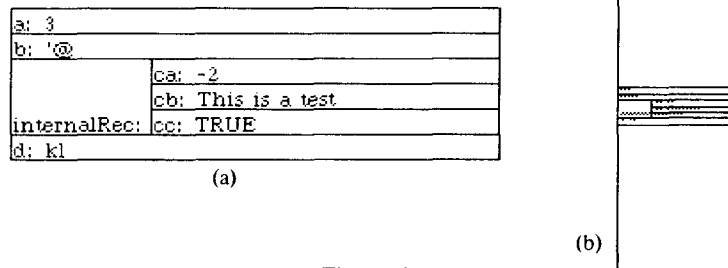 a: 3
b: '@
ca: -2
cb: This is a test
internalRec: cc: TRUE
d: kl
(a)
(b)